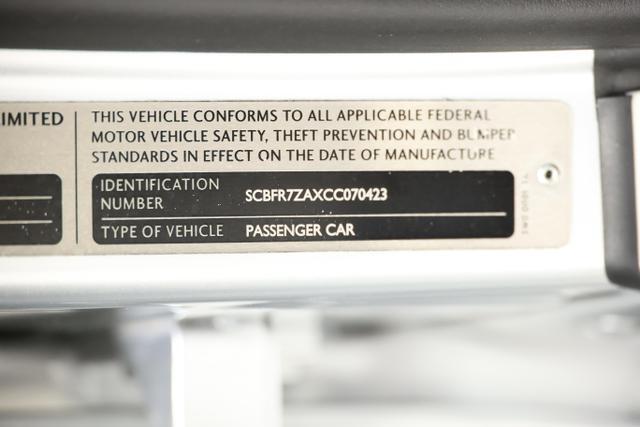 LIMITED
THIS VEHICLE CONFORMS TO ALL APPLICABLE FEDERAL
MOTOR VEHICLE SAFETY, THEFT PREVENTION AND BUMPER
STANDARDS IN EFFECT ON THE DATE OF MANUFACTURE
IDENTIFICATION
NUMBER SCBFR7ZAXCC070423
TYPE OF VEHICLE PASSENGER CAR